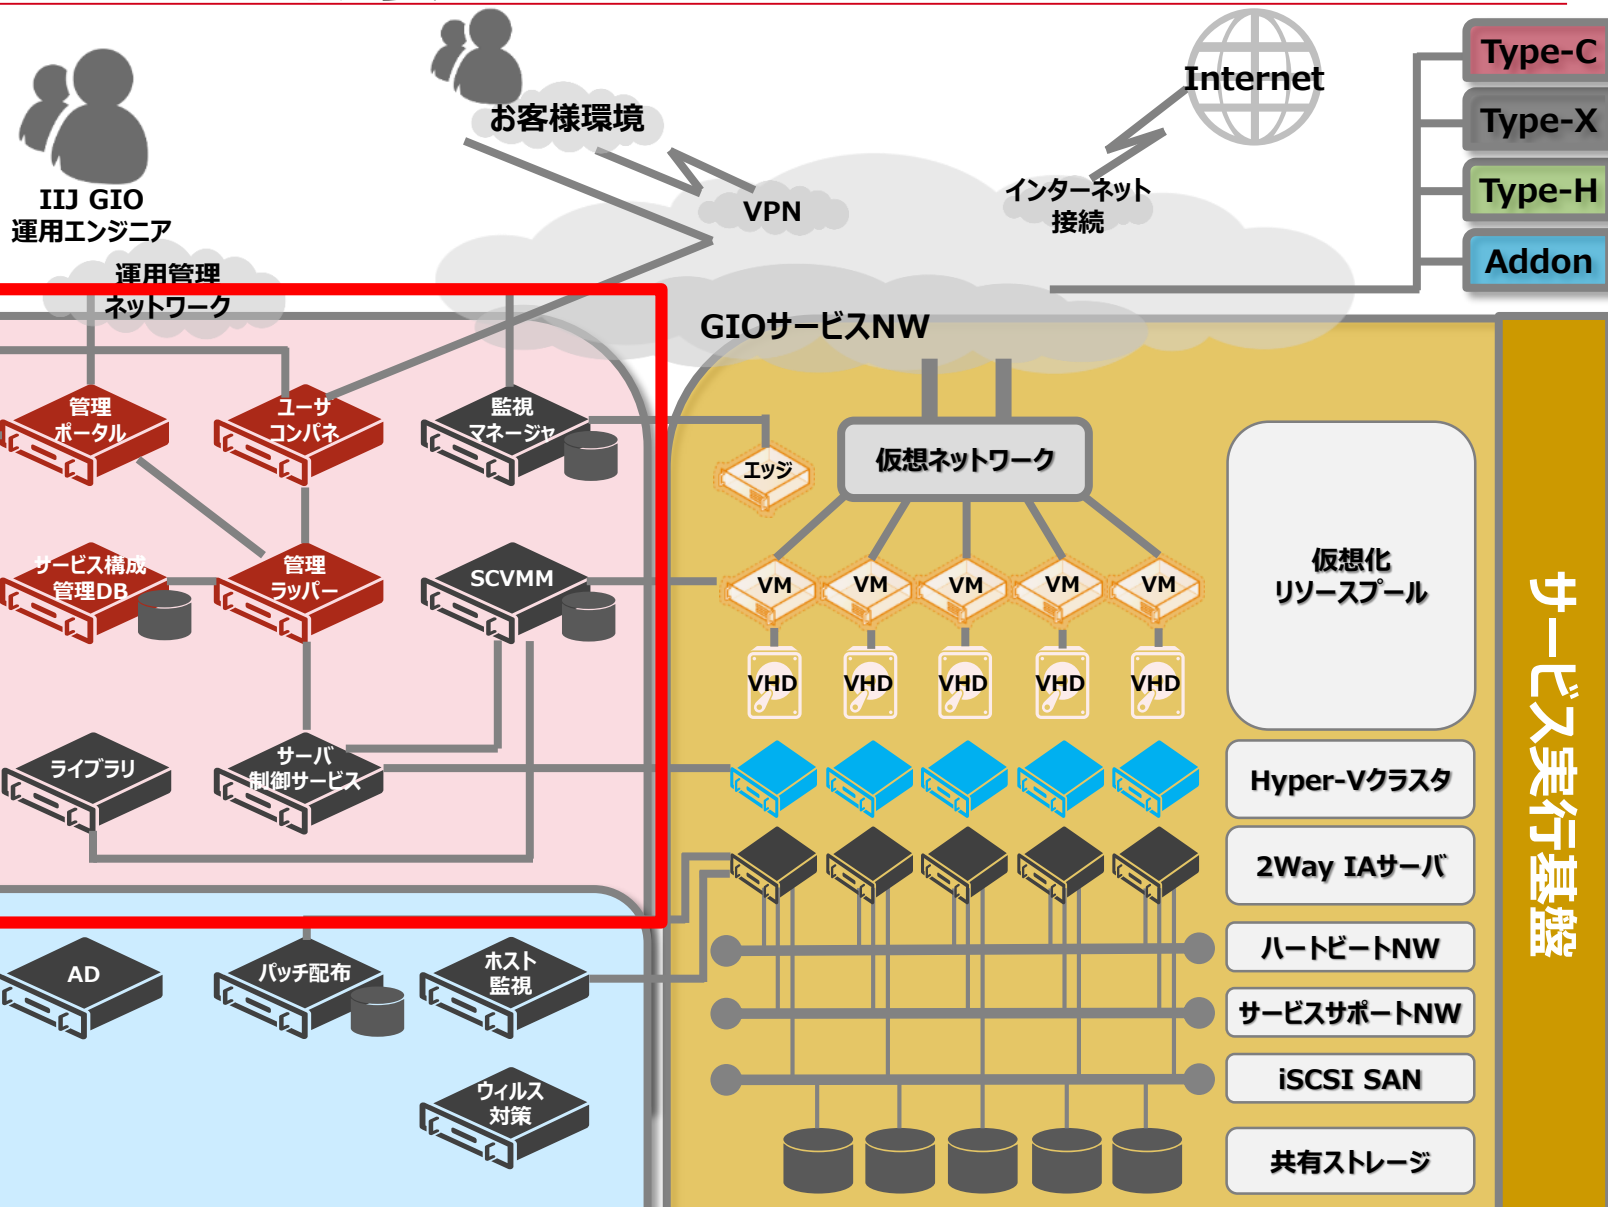 Type-C
Type-X
Type-H
Addon
Internet
お客様環境
IIJ GIO
運用エンジニア
VPN
インターネット
接続
運用管理
ネットワーク
GIOサービスNW
管理
ポータル
ユーザ
コンパネ
監視
マネージャ
エッジ
仮想ネットワーク
サービス構成
管理DB
管理
ラッパー
SCVMM
VM
VM
VM
VM
VM
仮想化
リソースプール
VHD
VHD
VHD
VHD
VHD
ライブラリ
サーバ
制御サービス
Hyper-Vクラスタ
2Way IAサーバ
サービス実行基盤
AD
パッチ配布
ホスト
監視
ハートビートNW
サービスサポートNW
iSCSI SAN
ウィルス
対策
共有ストレージ